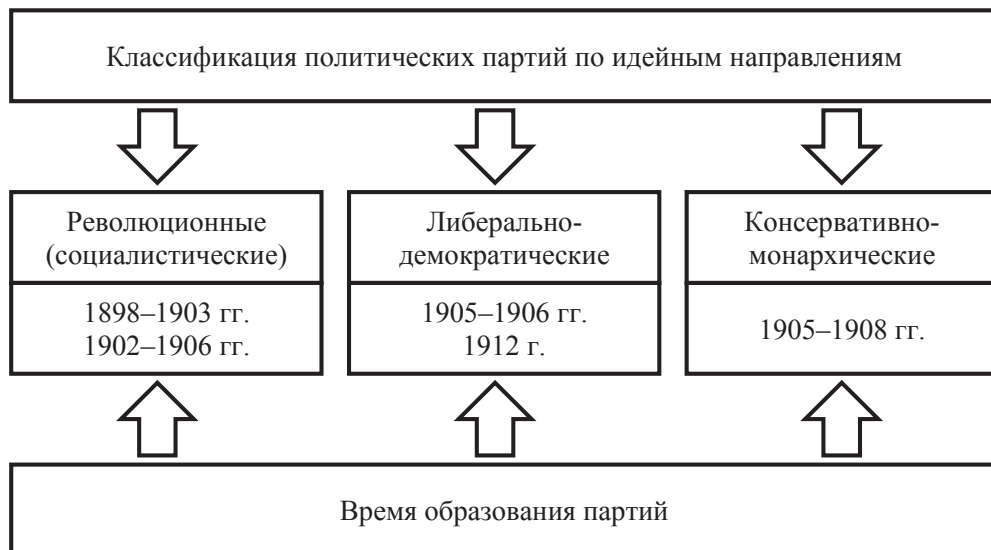 Классификация политических партий по идейным направлениям
Революционные
(социалистические)
1898–1903 гг.
1902–1906 гг.
Либерально-
демократические
1905–1906 гг.
1912 г.
Консервативно-
монархические
1905–1908 гг.
Время образования партий